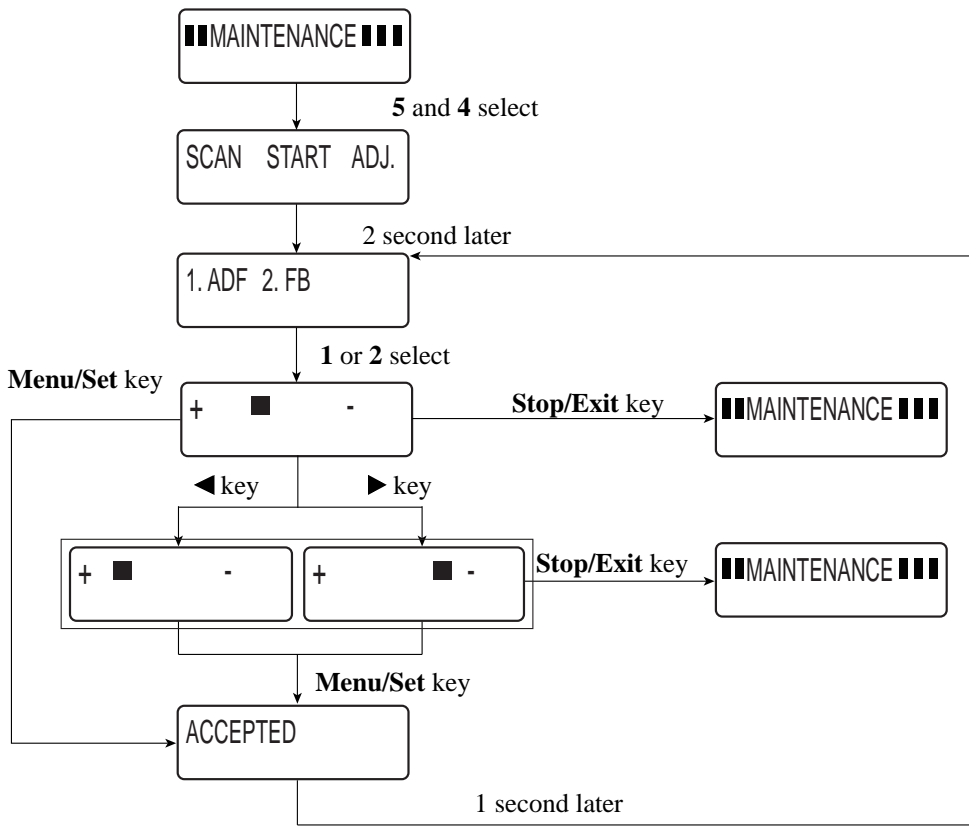 ▮▮MAINTENANCE▮▮▮
5 and 4 select
SCAN START ADJ.
2 second later
1. ADF 2. FB
1 or 2 select
Menu/Set key
+ ■ -
Stop/Exit key
▮▮MAINTENANCE▮▮▮
◀ key
▶ key
+ ■ -
+ ■ -
Stop/Exit key
▮▮MAINTENANCE▮▮▮
Menu/Set key
ACCEPTED
1 second later